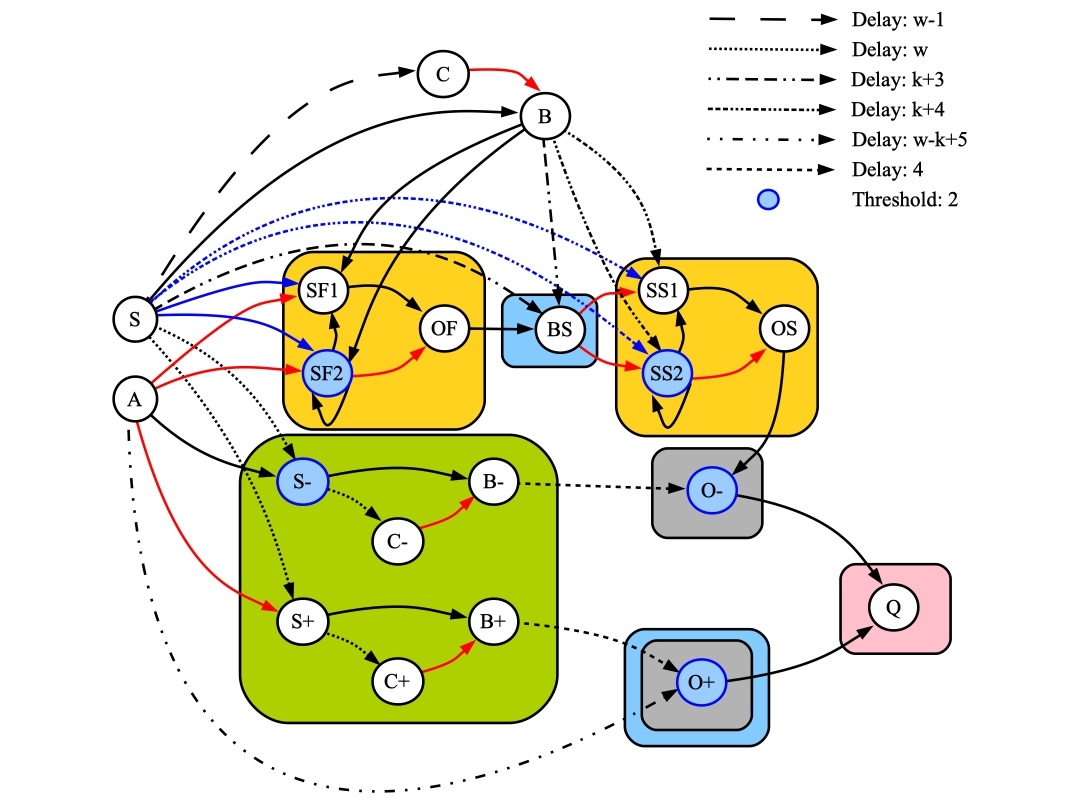 Delay: w-1
Delay: w
Delay: k+3
Delay: k+4
Delay: w-k+5
Delay: 4
Threshold: 2
C
B
S
SF1
SS1
OF
BS
OS
SF2
SS2
A
S-
B-
O-
C-
Q
S+
B+
C+
O+